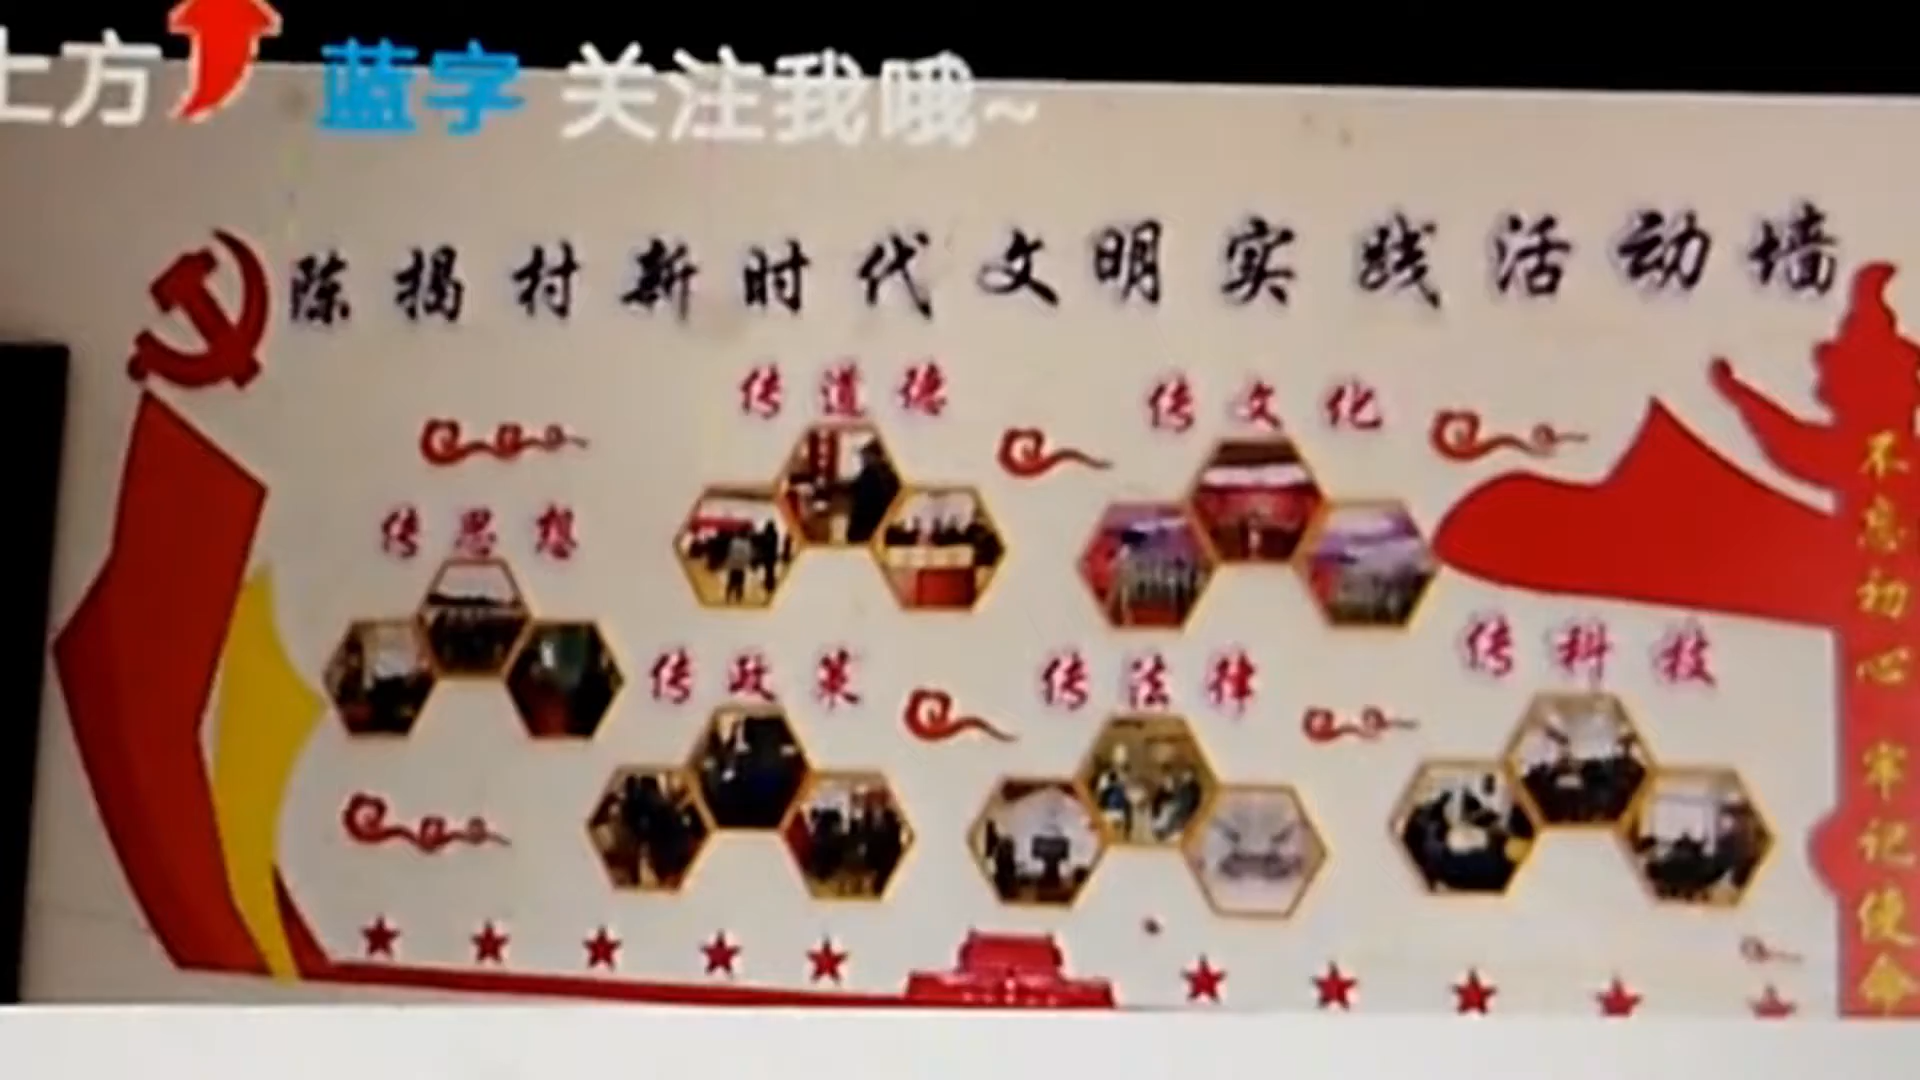 上方 蓝字 关注我哦~
陈揭村新时代文明实践活动墙
传道德
传文化
传思想
传政策
传法律
传科技
不忘初心 牢记使命